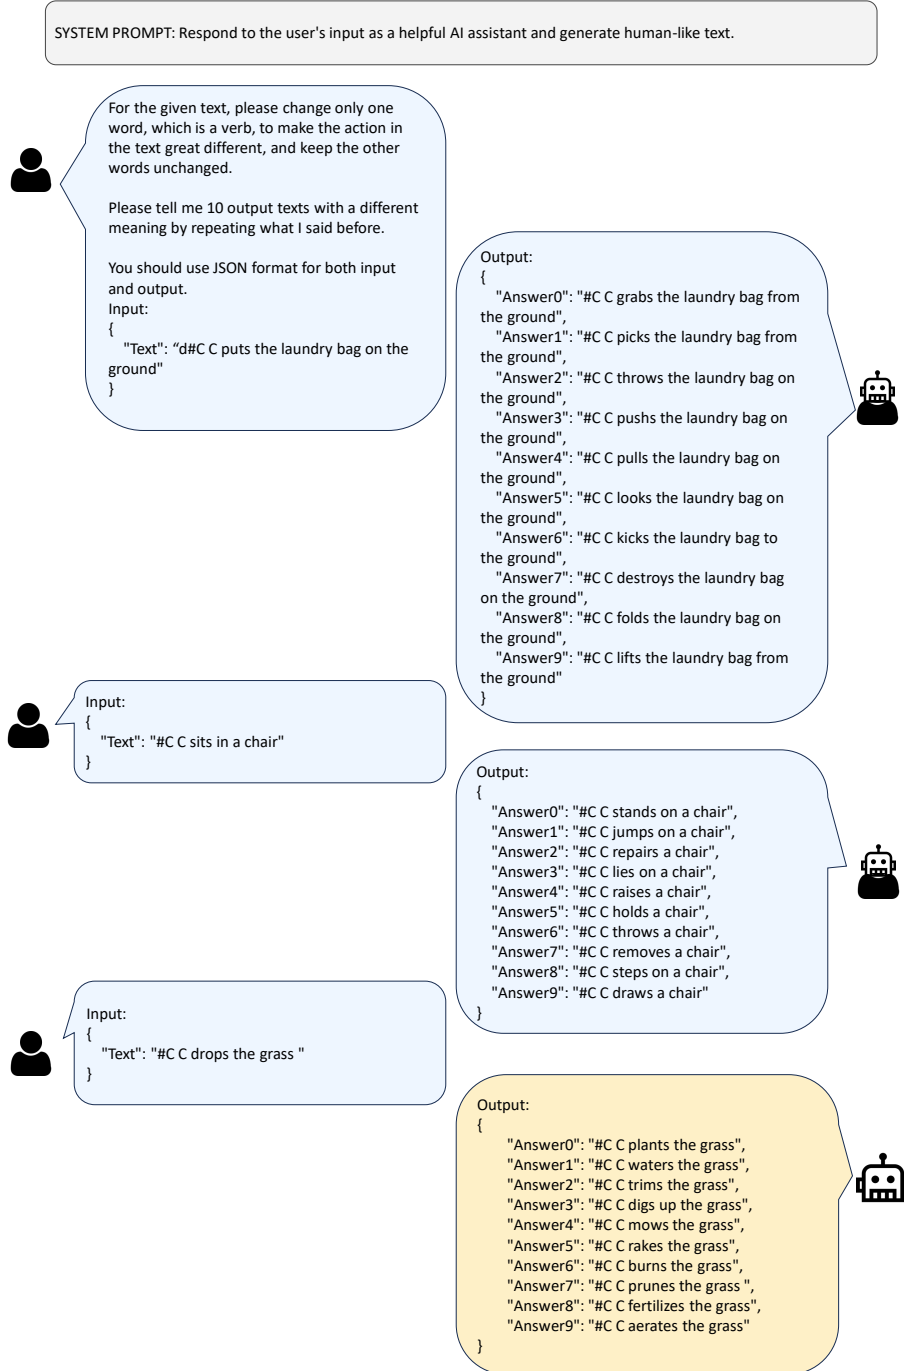 SYSTEM PROMPT: Respond to the user's input as a helpful AI assistant and generate human-like text.
For the given text, please change only one
word, which is a verb, to make the action in
the text great different, and keep the other
words unchanged.
Please tell me 10 output texts with a different
meaning by repeating what I said before.
You should use JSON format for both input
and output.
Input:
{
"Text": “d#C C puts the laundry bag on the
ground"
}
Output:
{
"Answer0": "#C C grabs the laundry bag from
the ground",
"Answer1": "#C C picks the laundry bag from
the ground",
"Answer2": "#C C throws the laundry bag on
the ground",
"Answer3": "#C C pushs the laundry bag on
the ground",
"Answer4": "#C C pulls the laundry bag on
the ground",
"Answer5": "#C C looks the laundry bag on
the ground",
"Answer6": "#C C kicks the laundry bag to
the ground",
"Answer7": "#C C destroys the laundry bag
on the ground",
"Answer8": "#C C folds the laundry bag on
the ground",
"Answer9": "#C C lifts the laundry bag from
the ground"
}
Input:
{
"Text": "#C C sits in a chair"
}
Output:
{
"Answer0": "#C C stands on a chair",
"Answer1": "#C C jumps on a chair",
"Answer2": "#C C repairs a chair",
"Answer3": "#C C lies on a chair",
"Answer4": "#C C raises a chair",
"Answer5": "#C C holds a chair",
"Answer6": "#C C throws a chair",
"Answer7": "#C C removes a chair",
"Answer8": "#C C steps on a chair",
"Answer9": "#C C draws a chair"
}
Input:
{
"Text": "#C C drops the grass "
}
Output:
{
"Answer0": "#C C plants the grass",
"Answer1": "#C C waters the grass",
"Answer2": "#C C trims the grass",
"Answer3": "#C C digs up the grass",
"Answer4": "#C C mows the grass",
"Answer5": "#C C rakes the grass",
"Answer6": "#C C burns the grass",
"Answer7": "#C C prunes the grass ",
"Answer8": "#C C fertilizes the grass",
"Answer9": "#C C aerates the grass"
}